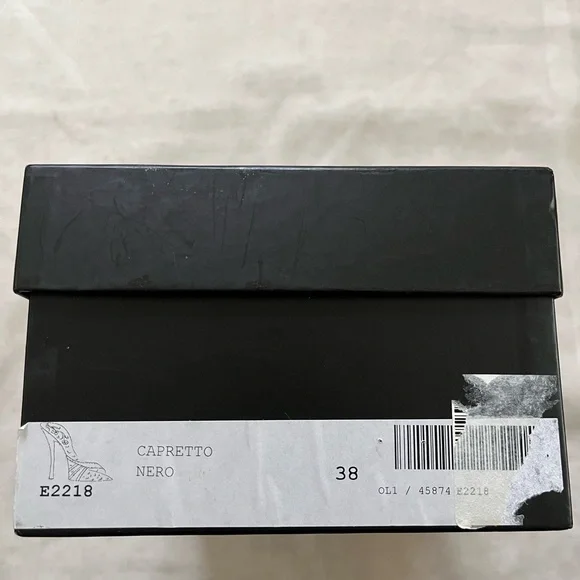 CAPRETTO
NERO
38
E2218
OL1 / 45874 E2218